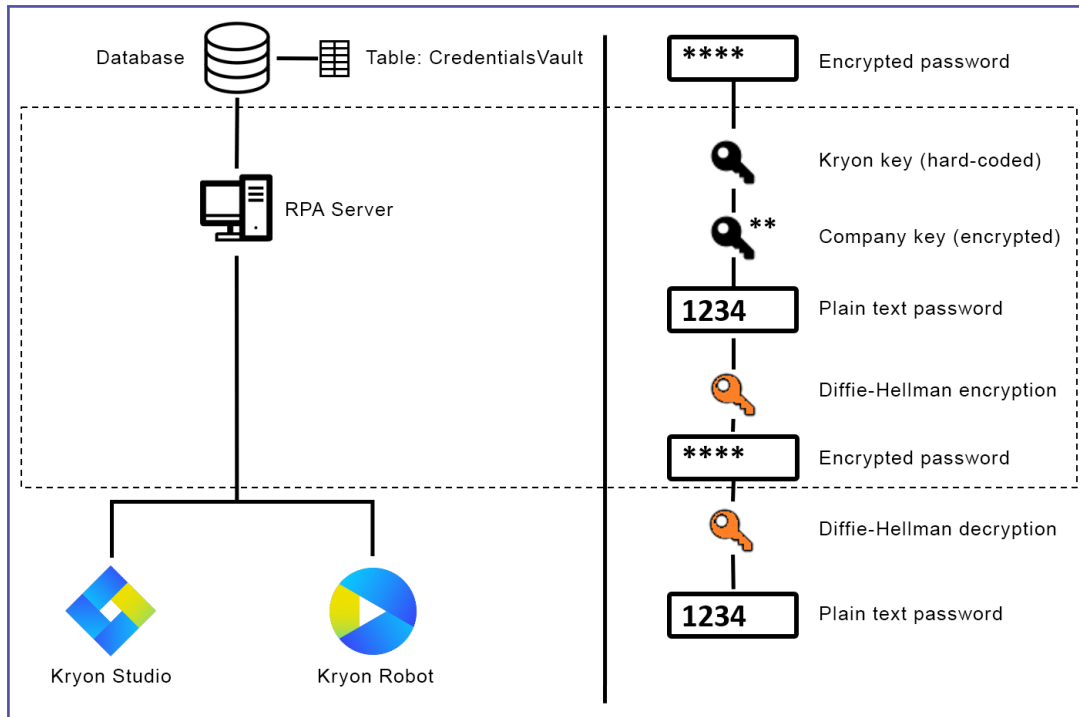 Database
Table: CredentialsVault
RPA Server
Kryon Studio
Kryon Robot
****
Encrypted password
Kryon key (hard-coded)
**
Company key (encrypted)
1234
Plain text password
Diffie-Hellman encryption
****
Encrypted password
Diffie-Hellman decryption
1234
Plain text password